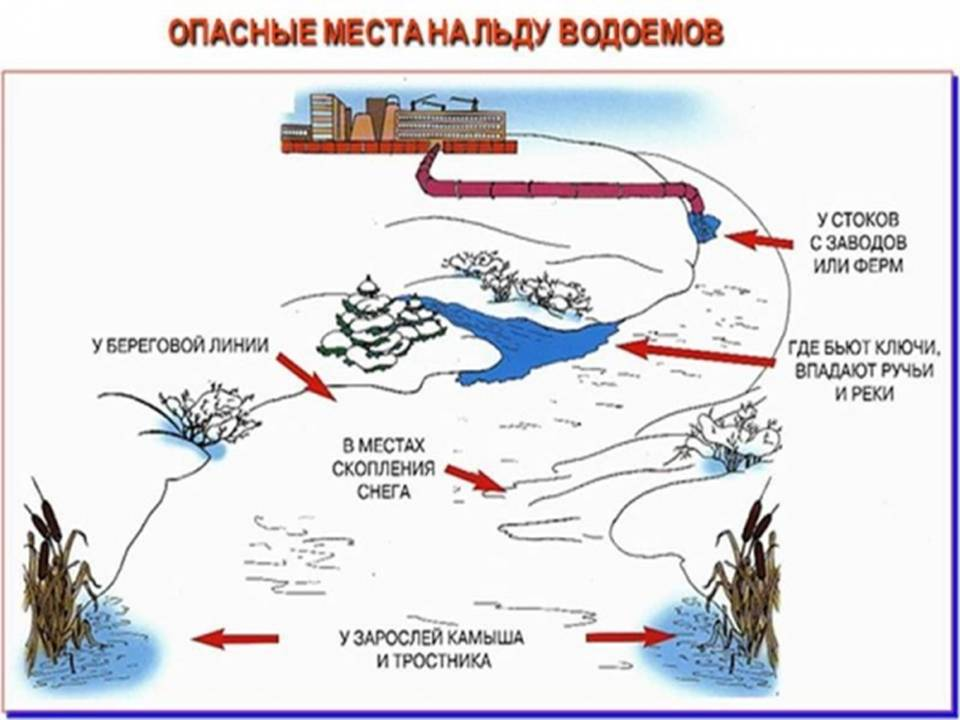 ОПАСНЫЕ МЕСТА НА ЛЬДУ ВОДОЕМОВ
У СТОКОВ
С ЗАВОДОВ
ИЛИ ФЕРМ
У БЕРЕГОВОЙ ЛИНИИ
ГДЕ БЬЮТ КЛЮЧИ,
ВПАДАЮТ РУЧЬИ
И РЕКИ
В МЕСТАХ
СКОПЛЕНИЯ
СНЕГА
У ЗАРОСЛЕЙ КАМЫША
И ТРОСТНИКА